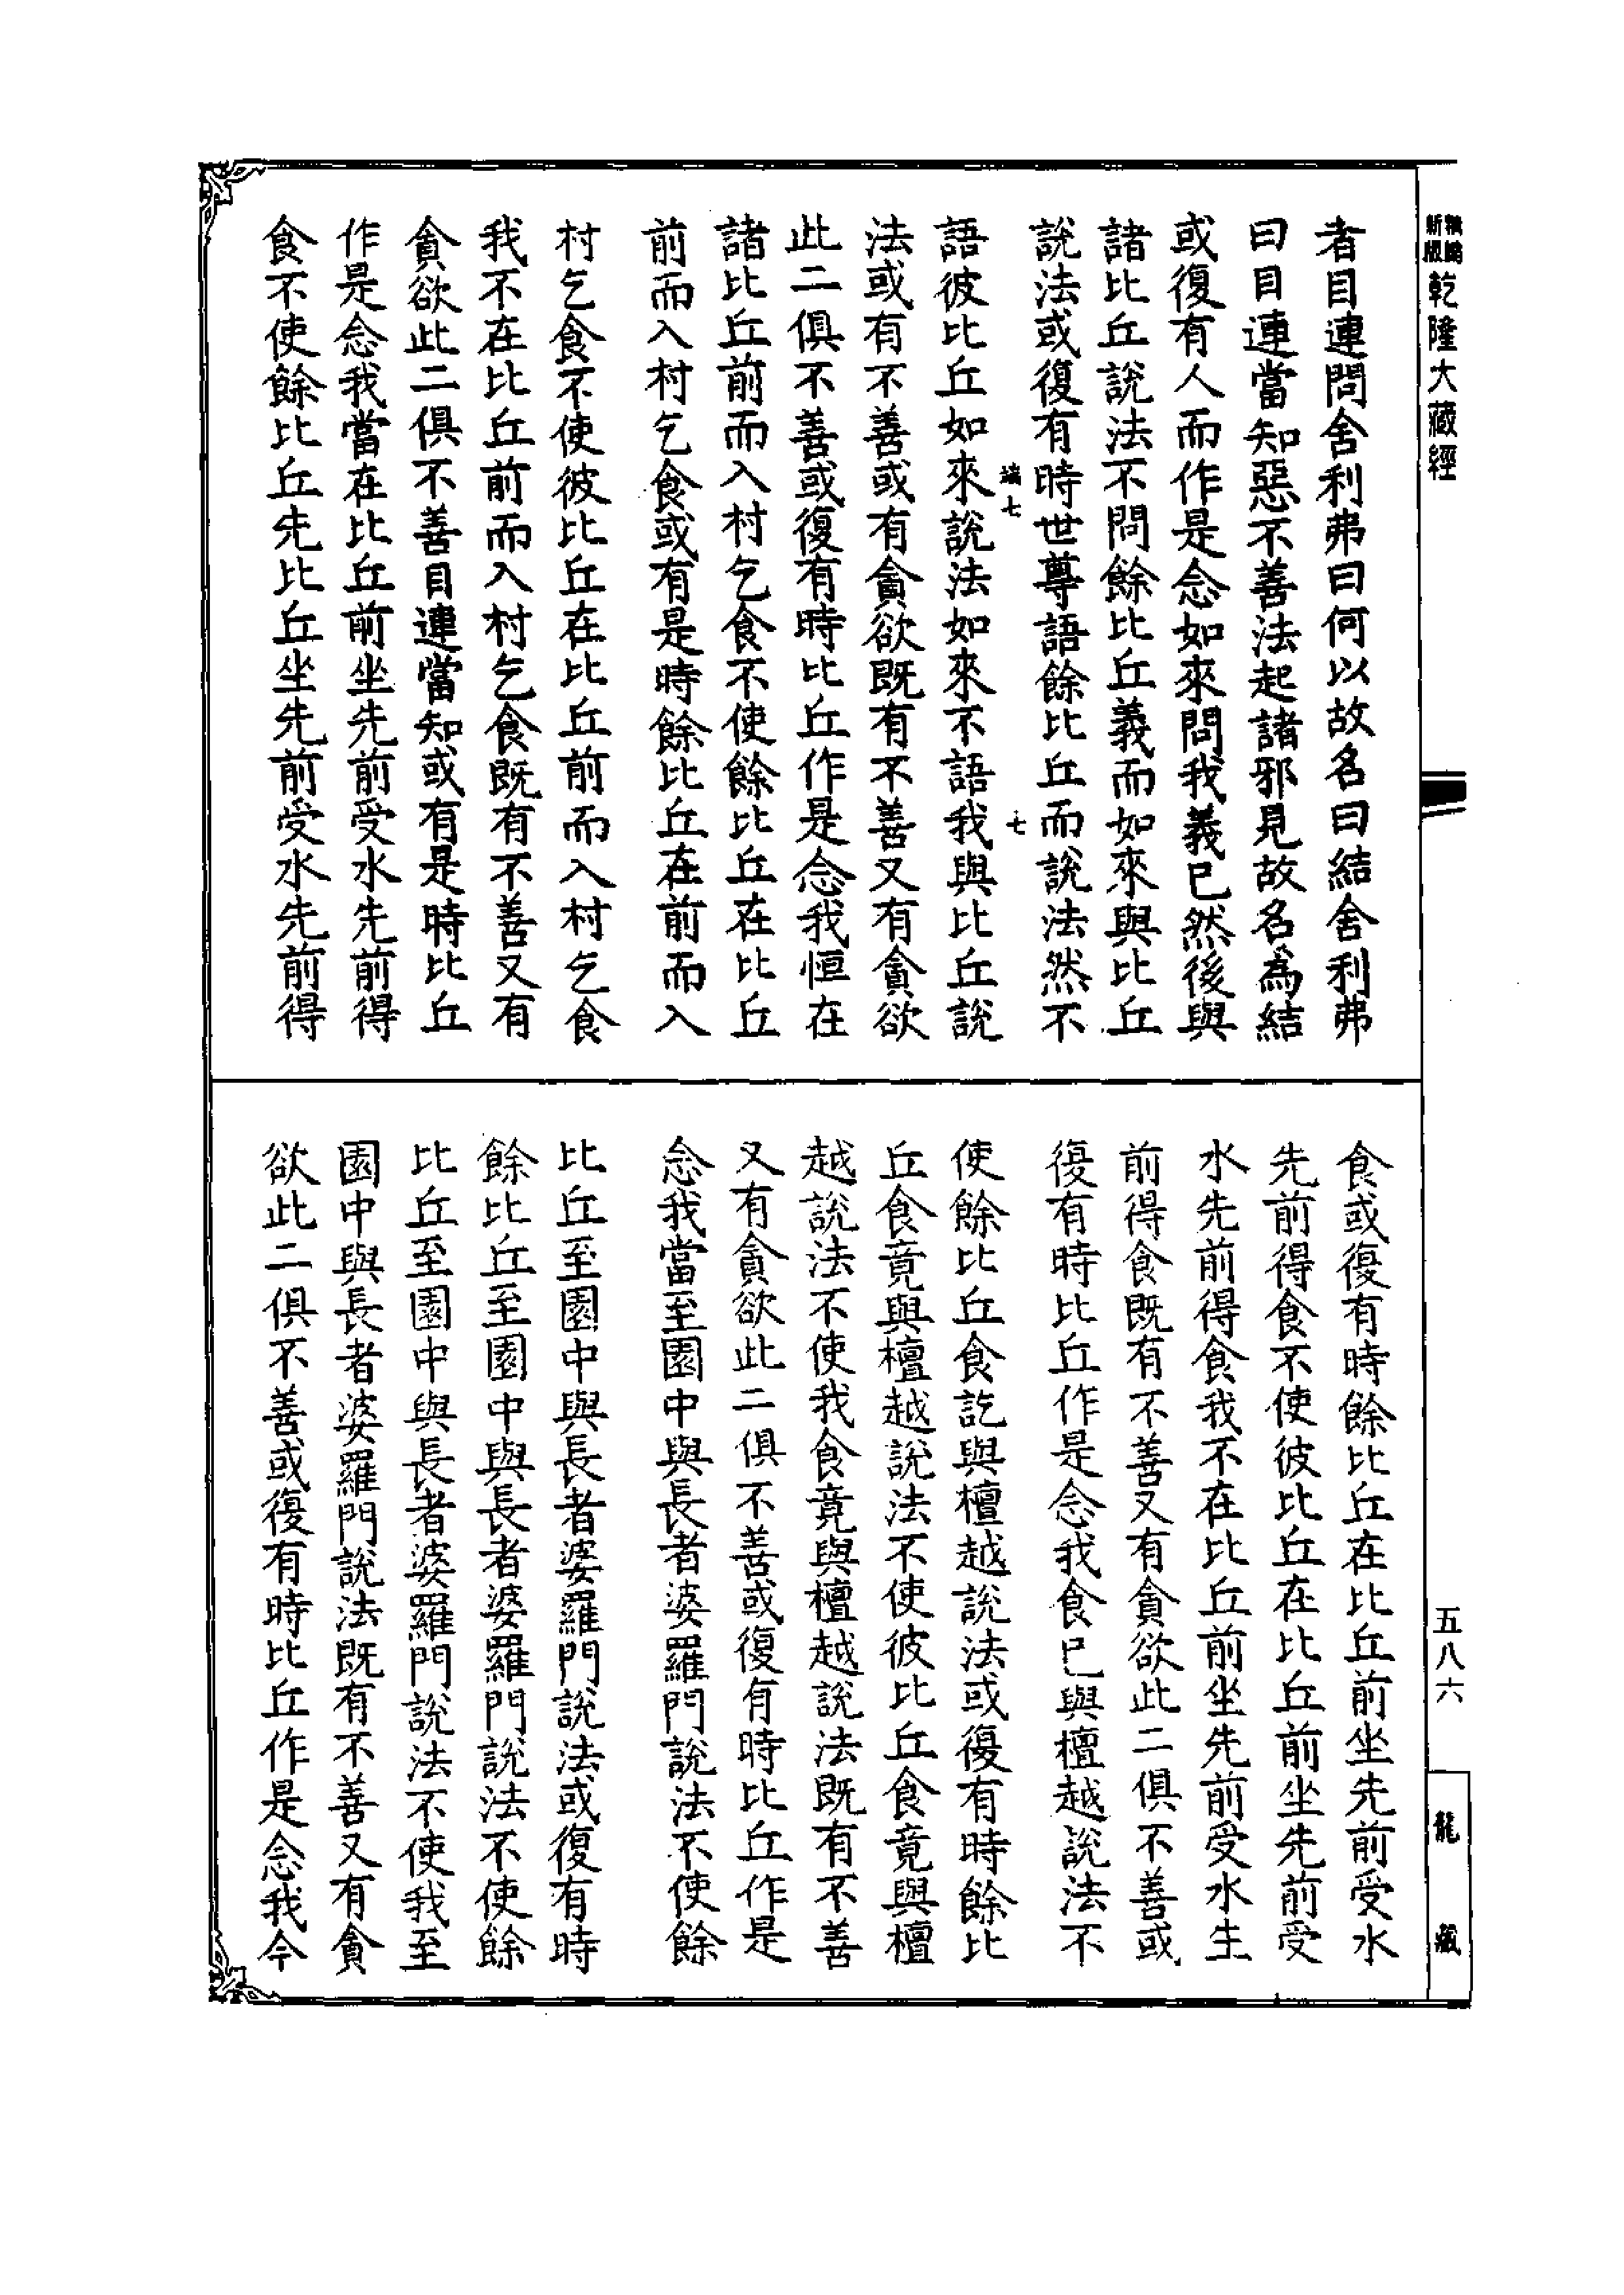 新版
精縮
乾隆大藏經
者目連問舍利弗曰何以故名曰結舍利弗
曰目連當知惡不善法起諸邪見故名為結
或復有人而作是念如來問我義已然後與
諸比丘說法不問餘比丘義而如來與比丘
說法或復有時世尊語餘比丘而說法然不
端七
七
語彼比丘如來說法如來不語我與比丘說
法或有不善或有貪欲既有不善又有貪欲
此二俱不善或復有時比丘作是念我恒在
諸比丘前而入村乞食不使餘比丘在比丘
前而入村乞食或有是時餘比丘在前而入
村乞食不使彼比丘在比丘前而入村乞食
我不在比丘前而入村乞食既有不善又有
貪欲此二俱不善目連當知或有是時比丘
作是念我當在比丘前坐先前受水先前得
食不使餘比丘先比丘坐先前受水先前得
食或復有時餘比丘在比丘前坐先前受水
先前得食不使彼比丘在比丘前坐先前受
水先前得食我不在比丘前坐先前受水生
前得食既有不善又有貪欲此二俱不善或
復有時比丘作是念我食已與檀越說法不
使餘比丘食訖與檀越說法或復有時餘比
丘食竟與檀越說法不使彼比丘食竟與檀
越說法不使我食竟與檀越說法既有不善
又有貪欲此二俱不善或復有時比丘作是
念我當至園中與長者婆羅門說法不使餘
比丘至園中與長者婆羅門說法或復有時
餘比丘至園中與長者婆羅門說法不使餘
比丘至園中與長者婆羅門說法不使我至
園中與長者婆羅門說法既有不善又有貪
欲此二俱不善或復有時比丘作是念我今
五八六
龍藏